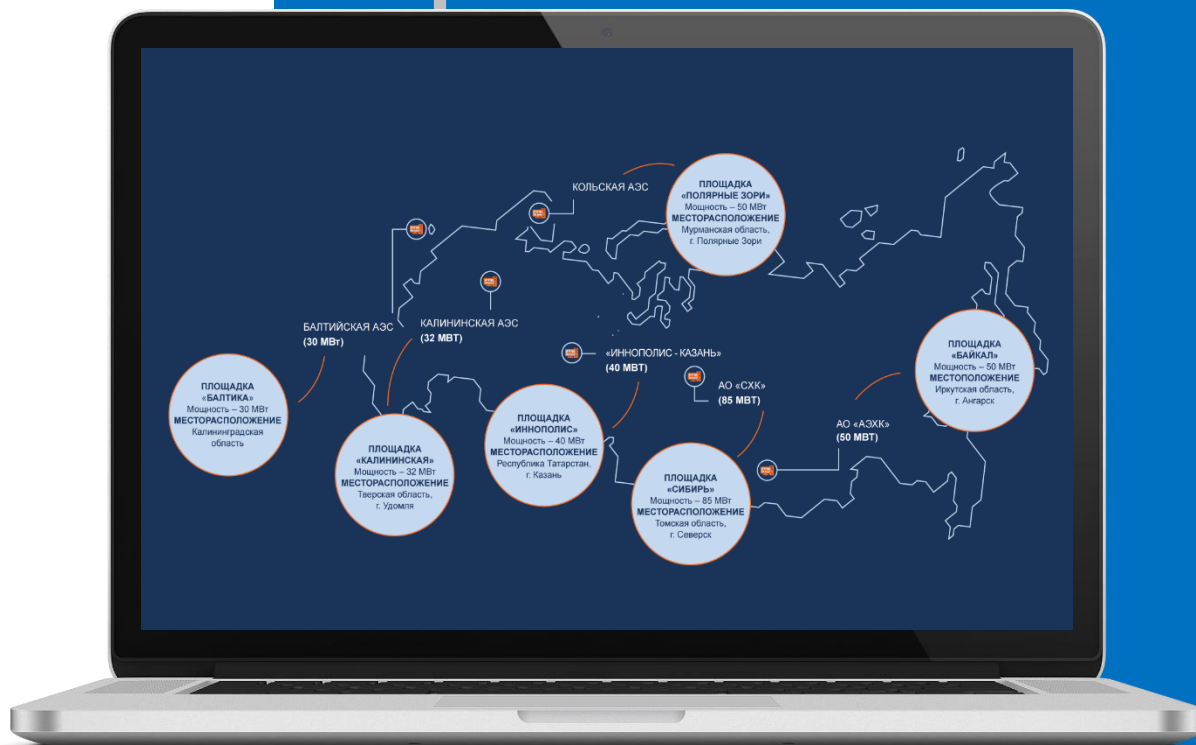 КОЛЬСКАЯ АЭС
ПЛОЩАДКА
«ПОЛЯРНЫЕ ЗОРИ»
Мощность – 50 МВт
МЕСТОРАСПОЛОЖЕНИЕ
Мурманская область,
г. Полярные Зори
БАЛТИЙСКАЯ АЭС
(30 МВт)
КАЛИНИНСКАЯ АЭС
(32 МВТ)
«ИННОПОЛИС - КАЗАНЬ»
(40 МВТ)
АО «СХК»
(85 МВТ)
АО «АЭХК»
(50 МВТ)
ПЛОЩАДКА
«БАЙКАЛ»
Мощность – 50 МВт
МЕСТОПОЛОЖЕНИЕ
Иркутская область,
г. Ангарск
ПЛОЩАДКА
«БАЛТИКА»
Мощность – 30 МВт
МЕСТОРАСПОЛОЖЕНИЕ
Калининградская
область
ПЛОЩАДКА
«КАЛИНИНСКАЯ»
Мощность – 32 МВт
МЕСТОРАСПОЛОЖЕНИЕ
Тверская область,
г. Удомля
ПЛОЩАДКА
«ИННОПОЛИС»
Мощность – 40 МВт
МЕСТОРАСПОЛОЖЕНИЕ
Республика Татарстан,
г. Казань
ПЛОЩАДКА
«СИБИРЬ»
Мощность – 85 МВт
МЕСТОРАСПОЛОЖЕНИЕ
Томская область,
г. Северск